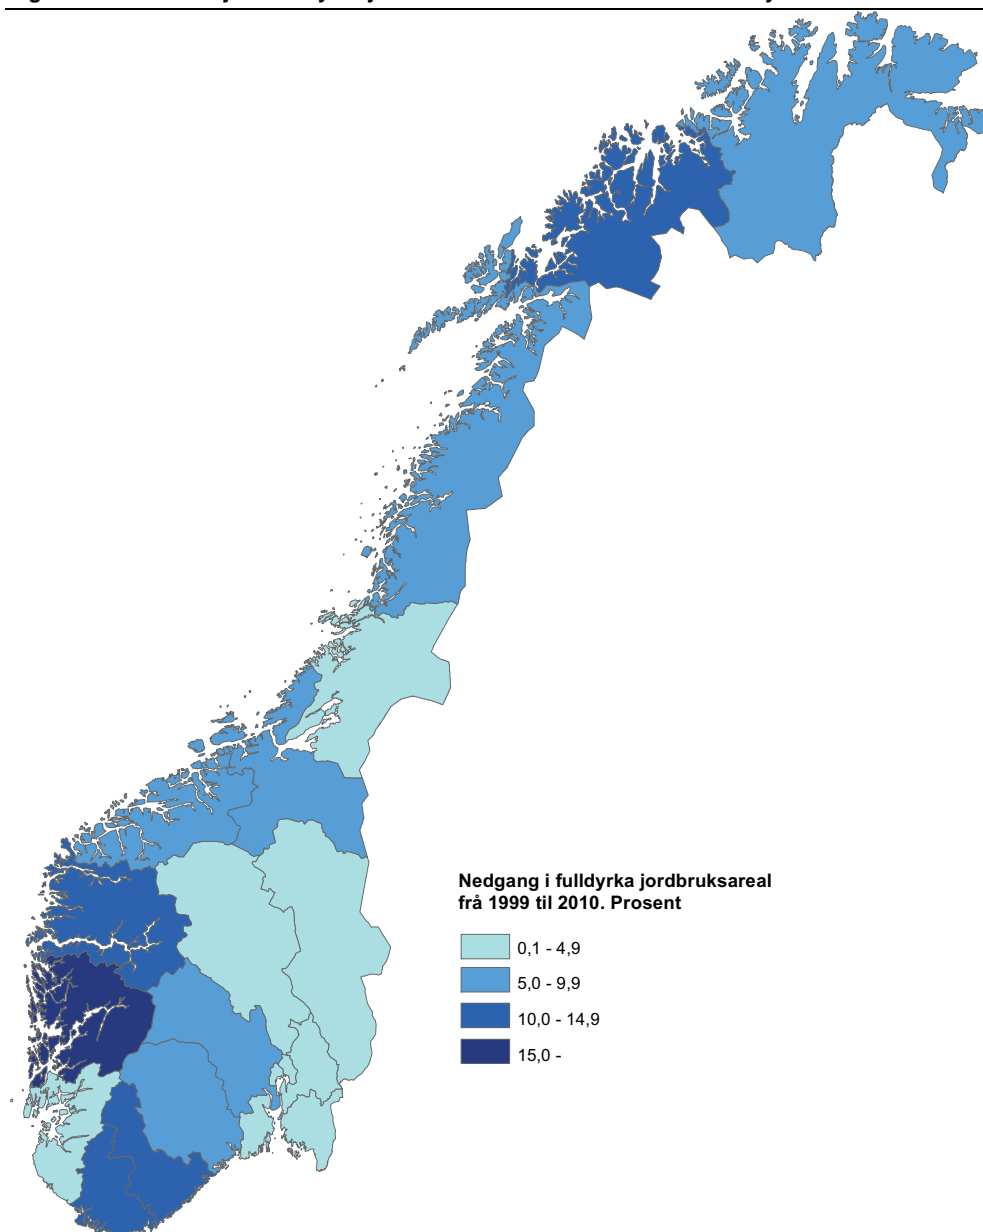 Nedgang i fulldyrka jordbruksareal
frå 1999 til 2010. Prosent
0,1 - 4,9
5,0 - 9,9
10,0 - 14,9
15,0 -